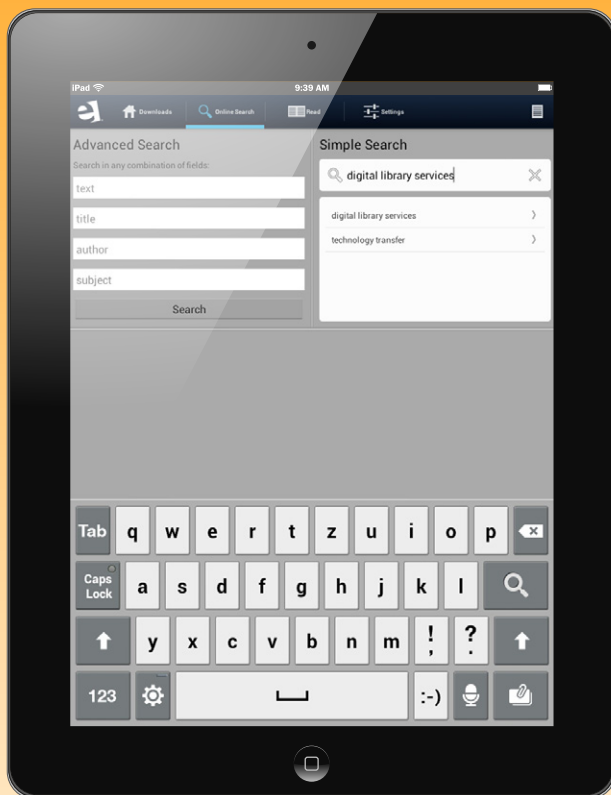 iPad 9:39 AM
Downloads Online Search Read Settings
Advanced Search
Search in any combination of fields:
text
title
author
subject
Search
Simple Search
digital library services
digital library services
technology transfer
Tab q w e r t z u i o p
Caps Lock a s d f g h j k l
y x c v b n m ! , ? .
123 :-)